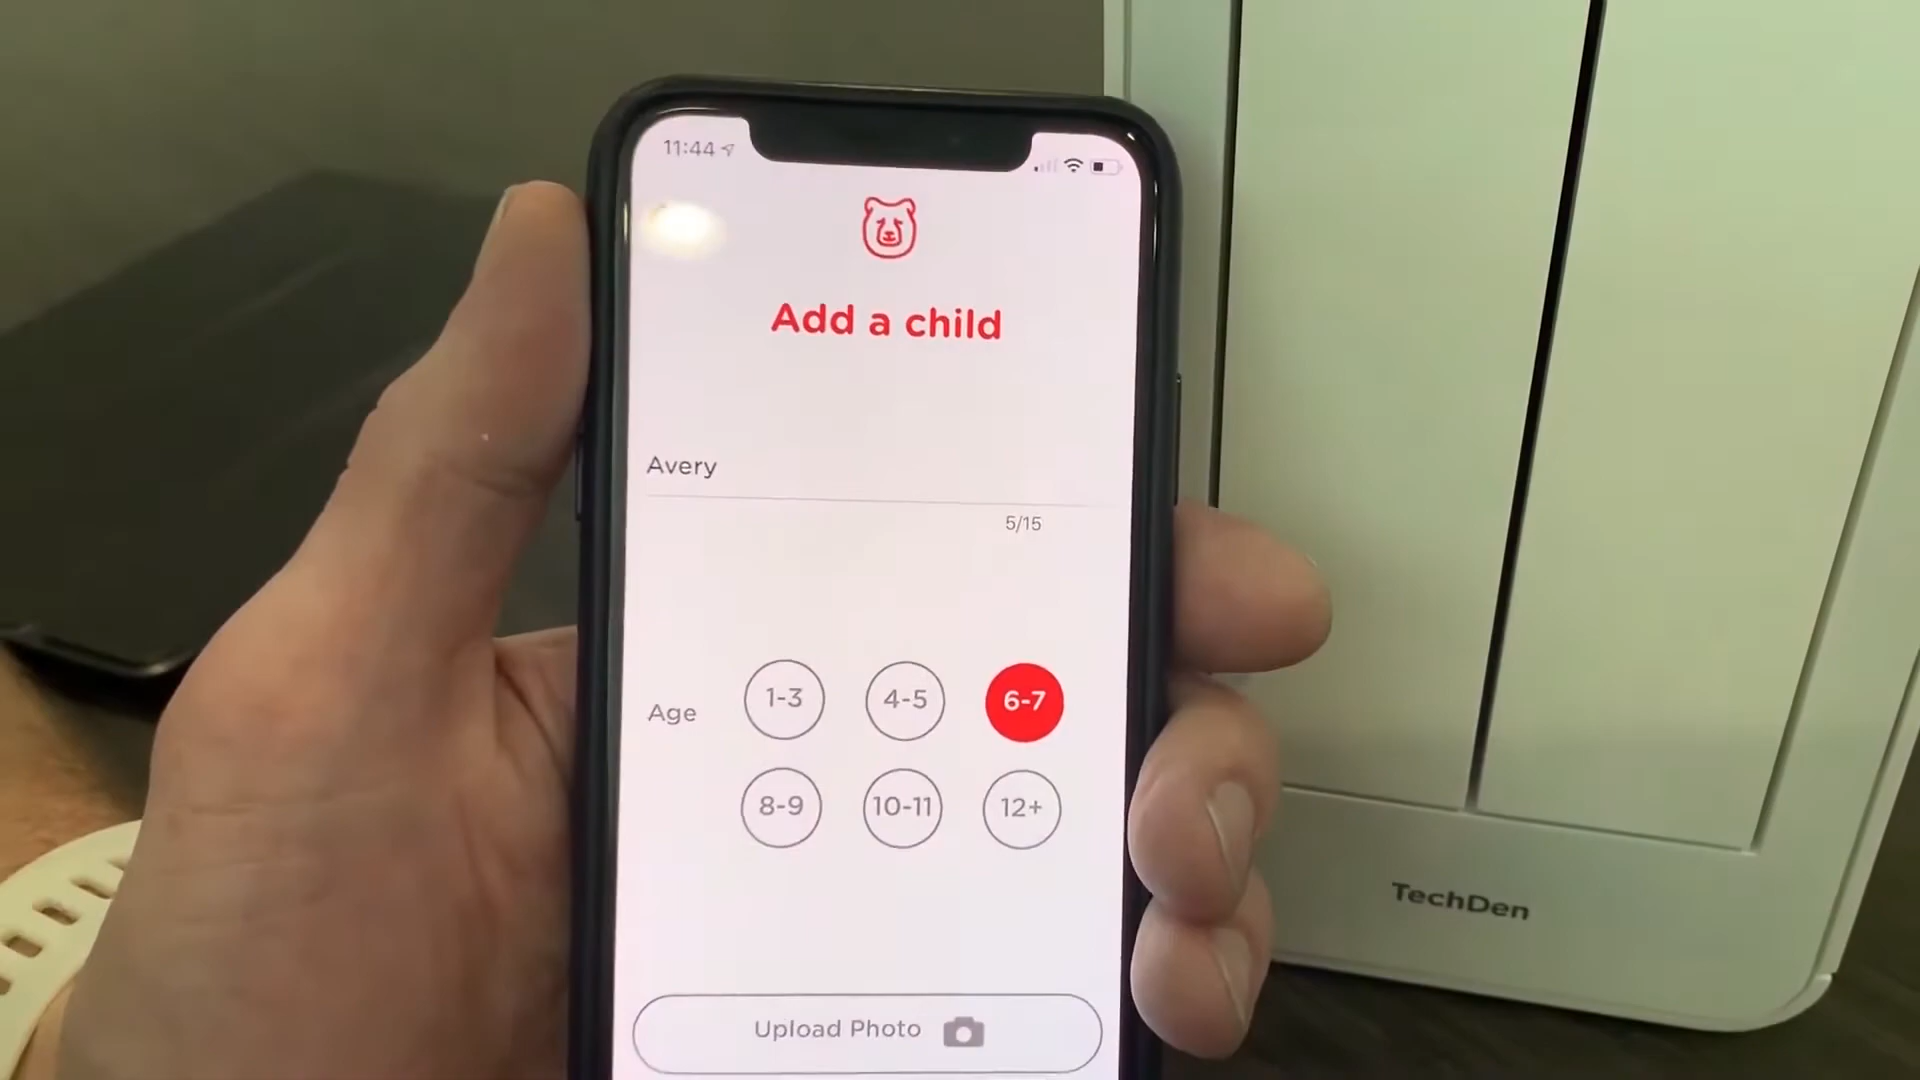 11:44
Add a child
Avery
5/15
Age
1-3
4-5
6-7
8-9
10-11
12+
Upload Photo
TechDen